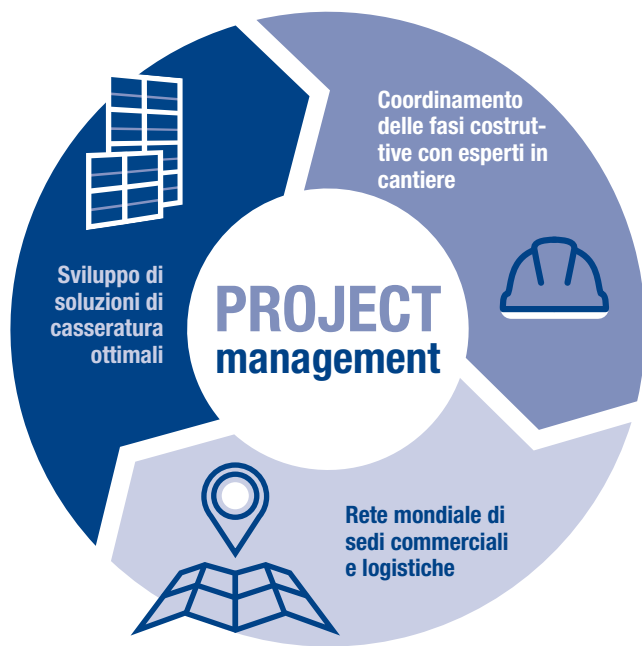 Coordinamento
delle fasi costrut-
tive con esperti in
cantiere
Sviluppo di
soluzioni di
casseratura
ottimali
PROJECT
management
Rete mondiale di
sedi commerciali
e logistiche